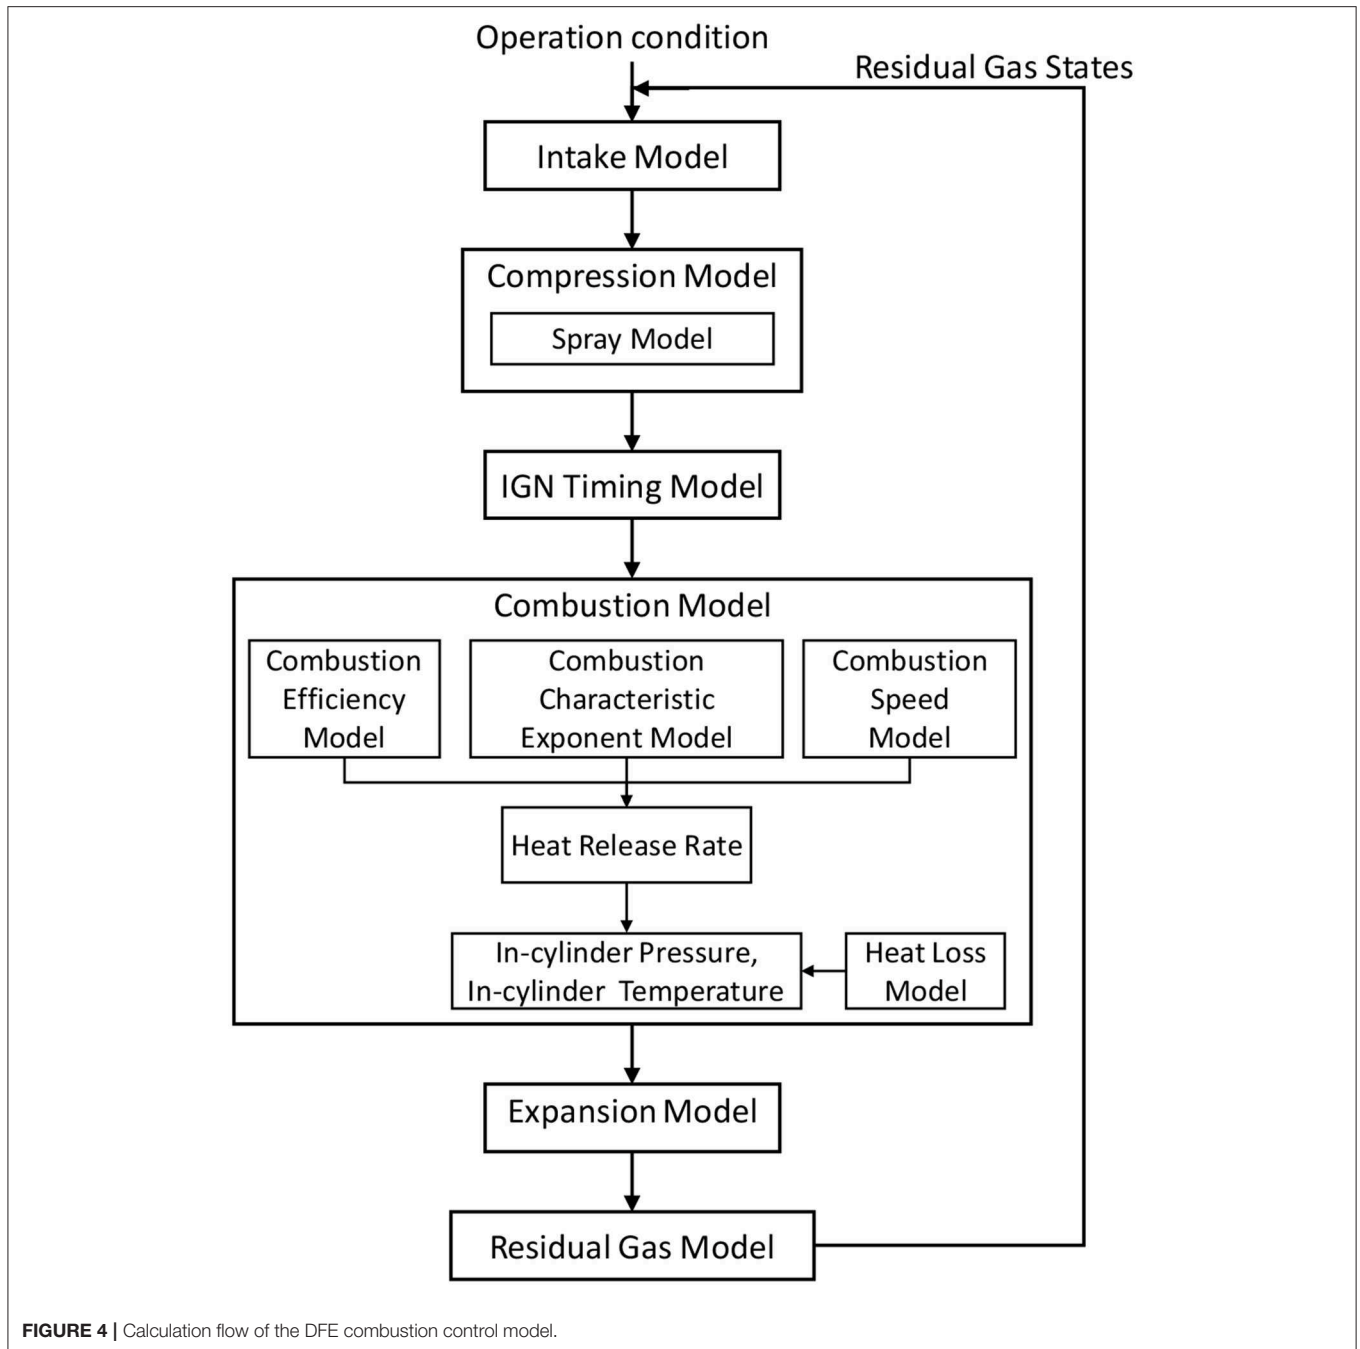 Operation condition
Residual Gas States
Intake Model
Compression Model
Spray Model
IGN Timing Model
Combustion Model
Combustion
Efficiency
Model
Combustion
Characteristic
Exponent Model
Combustion
Speed
Model
Heat Release Rate
In-cylinder Pressure,
In-cylinder Temperature
Heat Loss
Model
Expansion Model
Residual Gas Model
FIGURE 4 | Calculation flow of the DFE combustion control model.